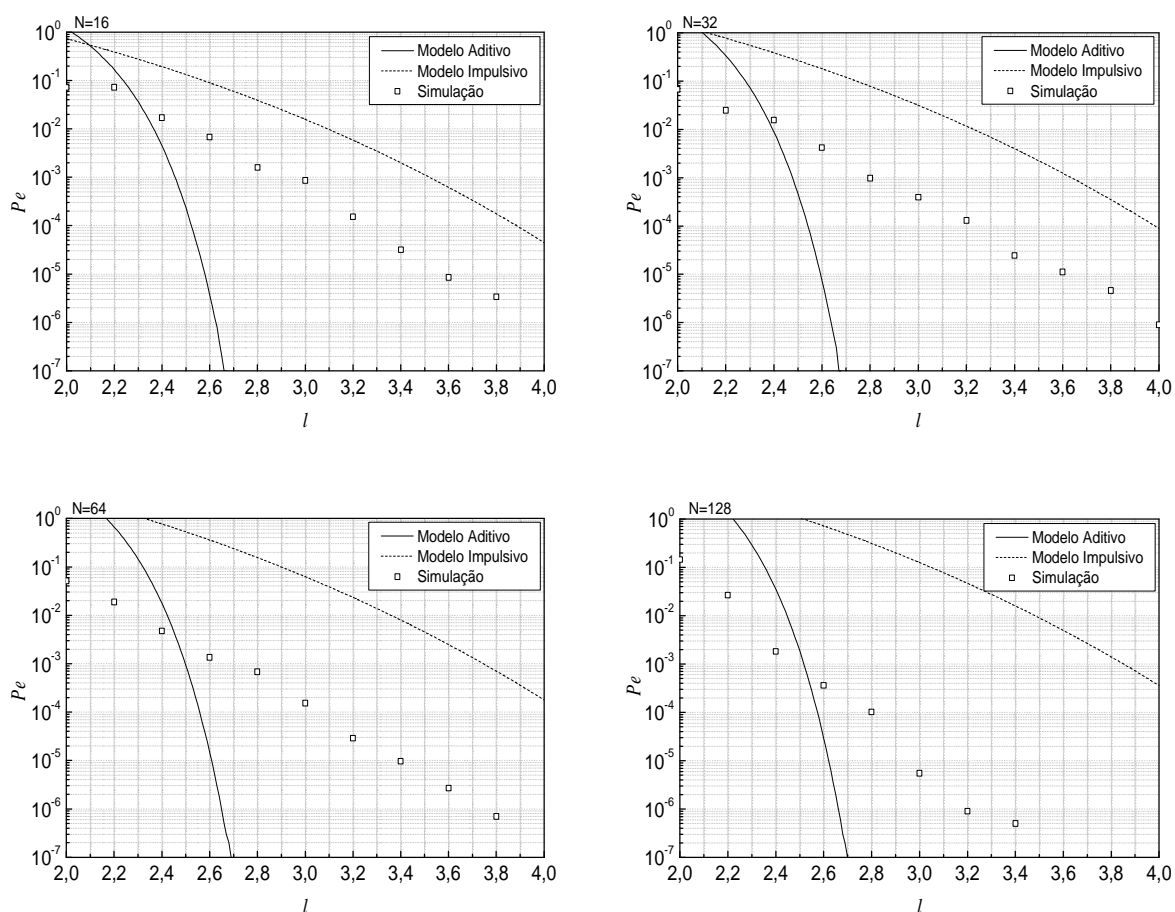 N=16
10^0
10^-1
10^-2
10^-3
10^-4
10^-5
10^-6
10^-7
Pe
Modelo Aditivo
Modelo Impulsivo
Simulação
2,0 2,2 2,4 2,6 2,8 3,0 3,2 3,4 3,6 3,8 4,0
l
N=32
10^0
10^-1
10^-2
10^-3
10^-4
10^-5
10^-6
10^-7
Pe
Modelo Aditivo
Modelo Impulsivo
Simulação
2,0 2,2 2,4 2,6 2,8 3,0 3,2 3,4 3,6 3,8 4,0
l
N=64
10^0
10^-1
10^-2
10^-3
10^-4
10^-5
10^-6
10^-7
Pe
Modelo Aditivo
Modelo Impulsivo
Simulação
2,0 2,2 2,4 2,6 2,8 3,0 3,2 3,4 3,6 3,8 4,0
l
N=128
10^0
10^-1
10^-2
10^-3
10^-4
10^-5
10^-6
10^-7
Pe
Modelo Aditivo
Modelo Impulsivo
Simulação
2,0 2,2 2,4 2,6 2,8 3,0 3,2 3,4 3,6 3,8 4,0
l